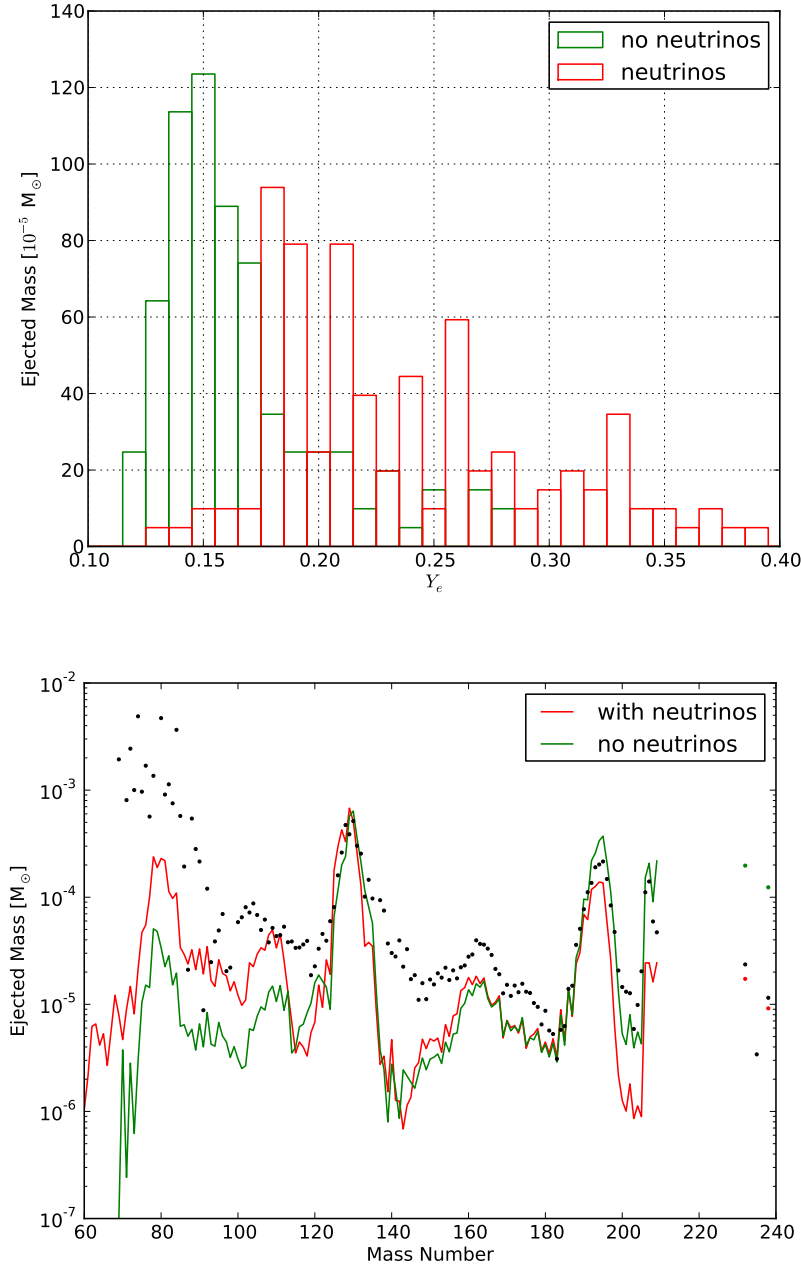 140
120
100
80
60
40
20
0
Ejected Mass [10⁻⁵ M⊙]
no neutrinos
neutrinos
0.10 0.15 0.20 0.25 0.30 0.35 0.40
Yₑ
10⁻²
10⁻³
10⁻⁴
10⁻⁵
10⁻⁶
10⁻⁷
Ejected Mass [M⊙]
with neutrinos
no neutrinos
60 80 100 120 140 160 180 200 220 240
Mass Number